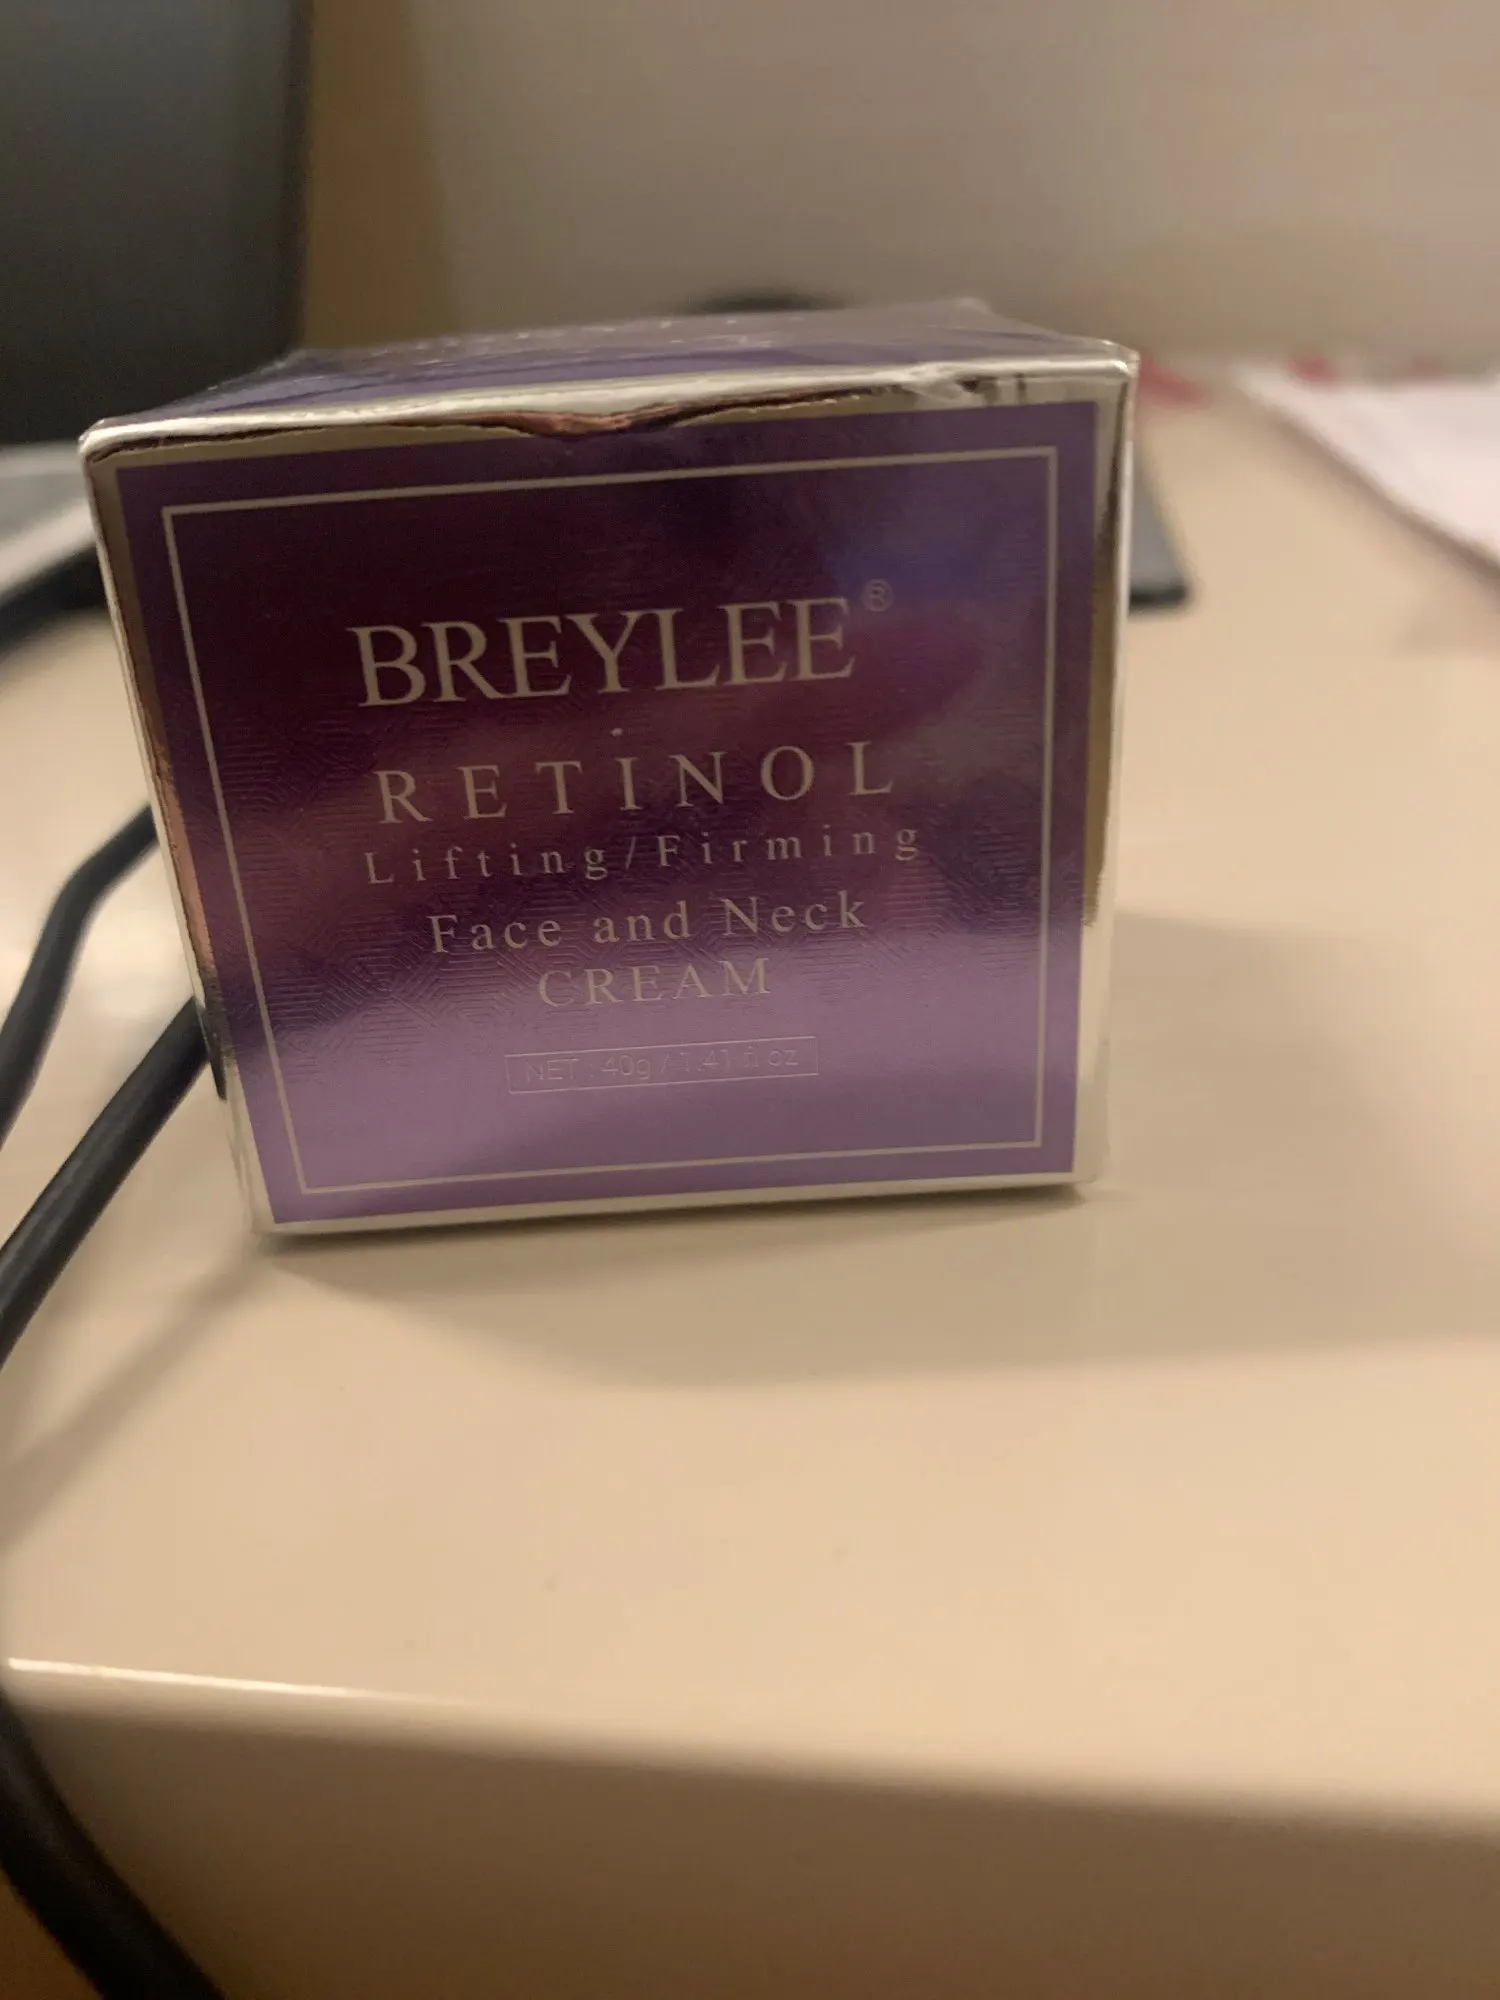 BREYLEE®
RETINOL
Lifting/Firming
Face and Neck
CREAM
NET : 40g / 1.41 fl oz